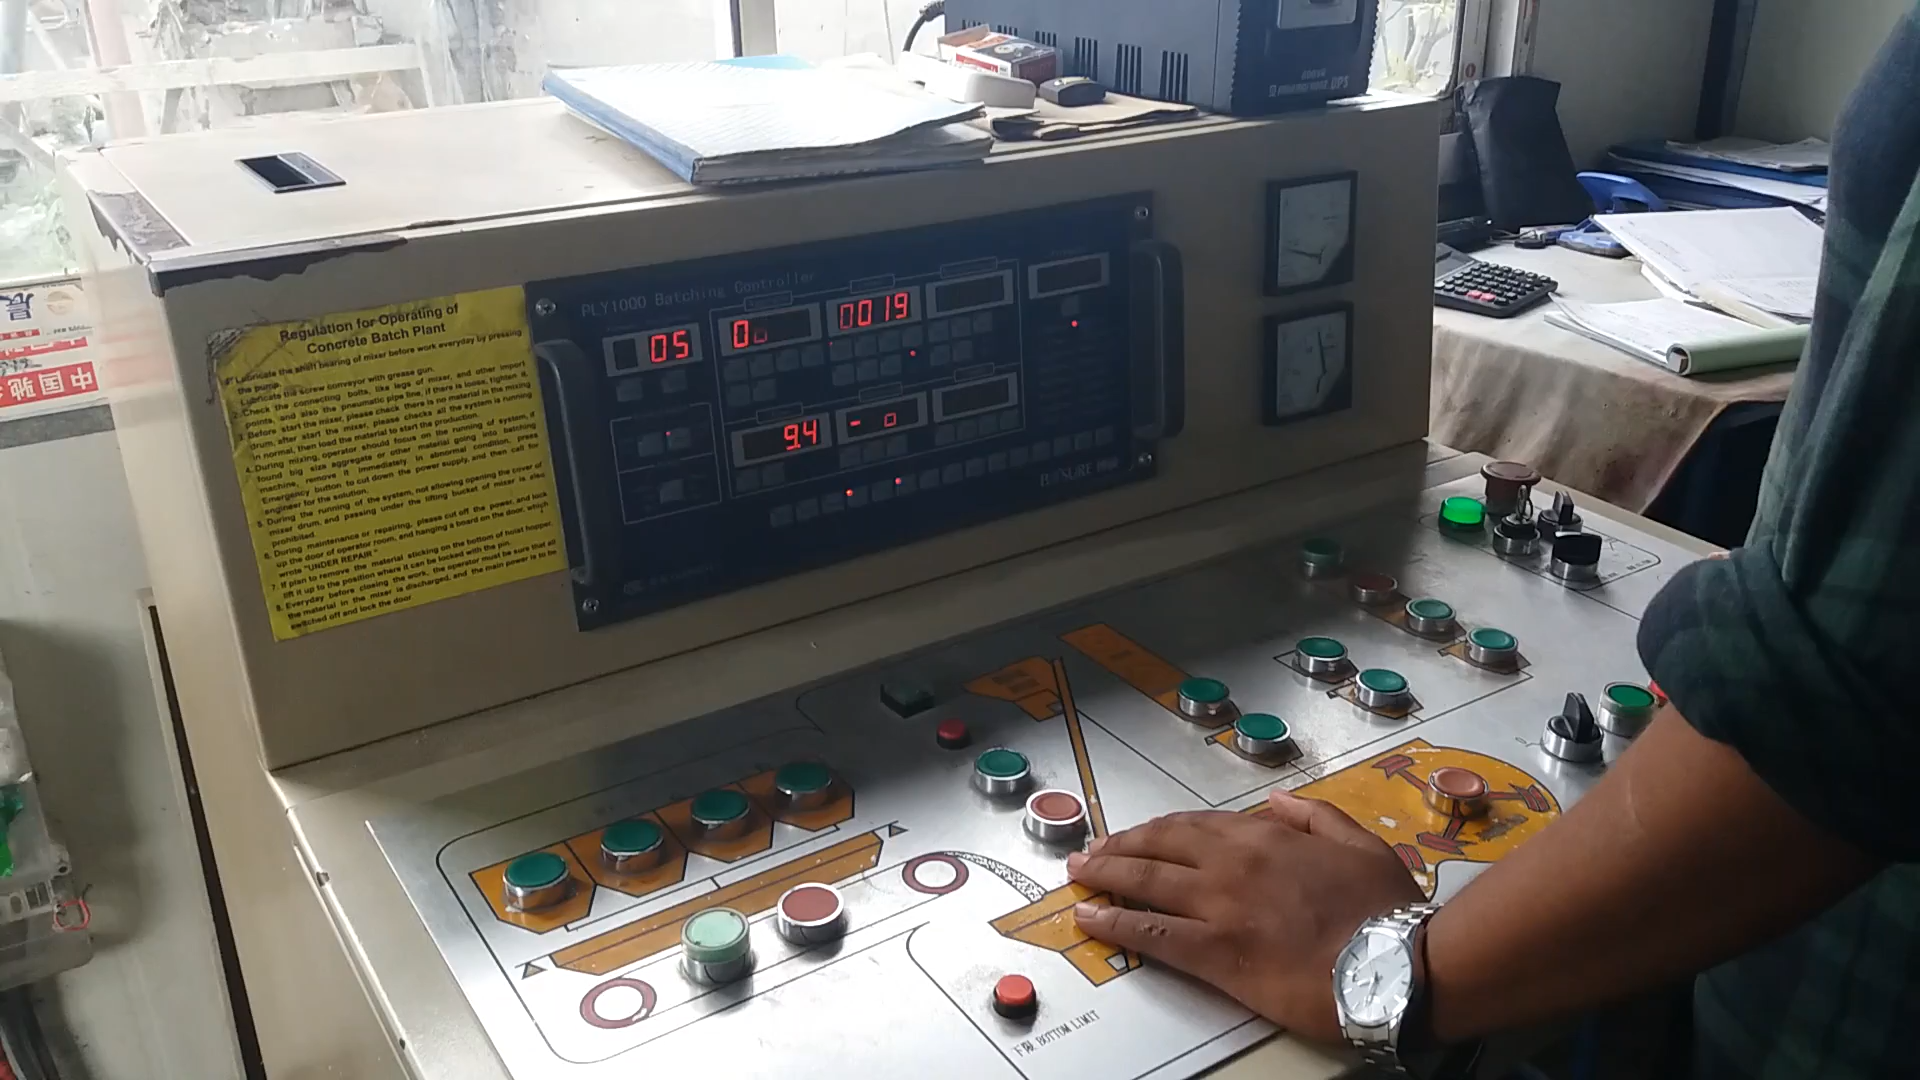 600VA
UPS
PLY1000 Batching Controller
05
0
0019
94
- 0
Regulation for Operating of
Concrete Batch Plant
1. Lubricate the shaft bearing of mixer before work everyday by pressing
the pump.
Lubricate the screw conveyor with grease gun.
2. Check the connecting bolts, like legs of mixer, and other import
points, and also the pneumatic pipe line, if there is loose, tighten it.
3. Before start the mixer, please check there is no material in the mixing
drum, after start the mixer, please checks all the system is running
in normal, then load the material to start the production.
4. During mixing, operator should focus on the running of system, if
found big size aggregate or other material going into batching
machine, remove it immediately. In abnormal condition, press
Emergency button to cut down the power supply, and then call for
engineer for the solution.
5. During the running of the system, not allowing opening the cover of
mixer drum, and passing under the lifting bucket of mixer is also
prohibited.
6. During maintenance or repairing, please cut off the power, and lock
up the door of operator room, and hanging a board on the door, which
wrote "UNDER REPAIR"
7. If plan to remove the material sticking on the bottom of hoist hopper,
lift it up to the position where it can be locked with the pin.
8. Everyday before closing the work, the operator must be sure that all
the material in the mixer is discharged, and the main power is to be
switched off and lock the door
中国驰
下限 BOTTOM LIMIT